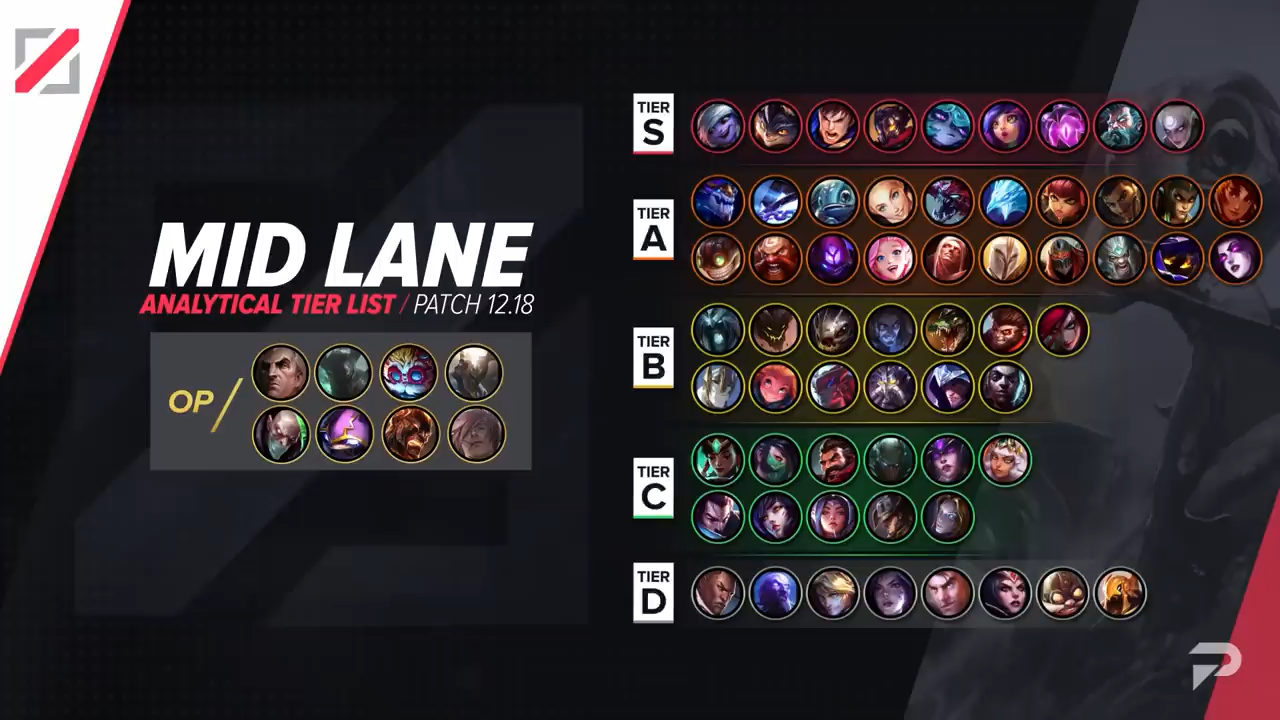 MID LANE
ANALYTICAL TIER LIST / PATCH 12.18
OP/
TIER
S
TIER
A
TIER
B
TIER
C
TIER
D